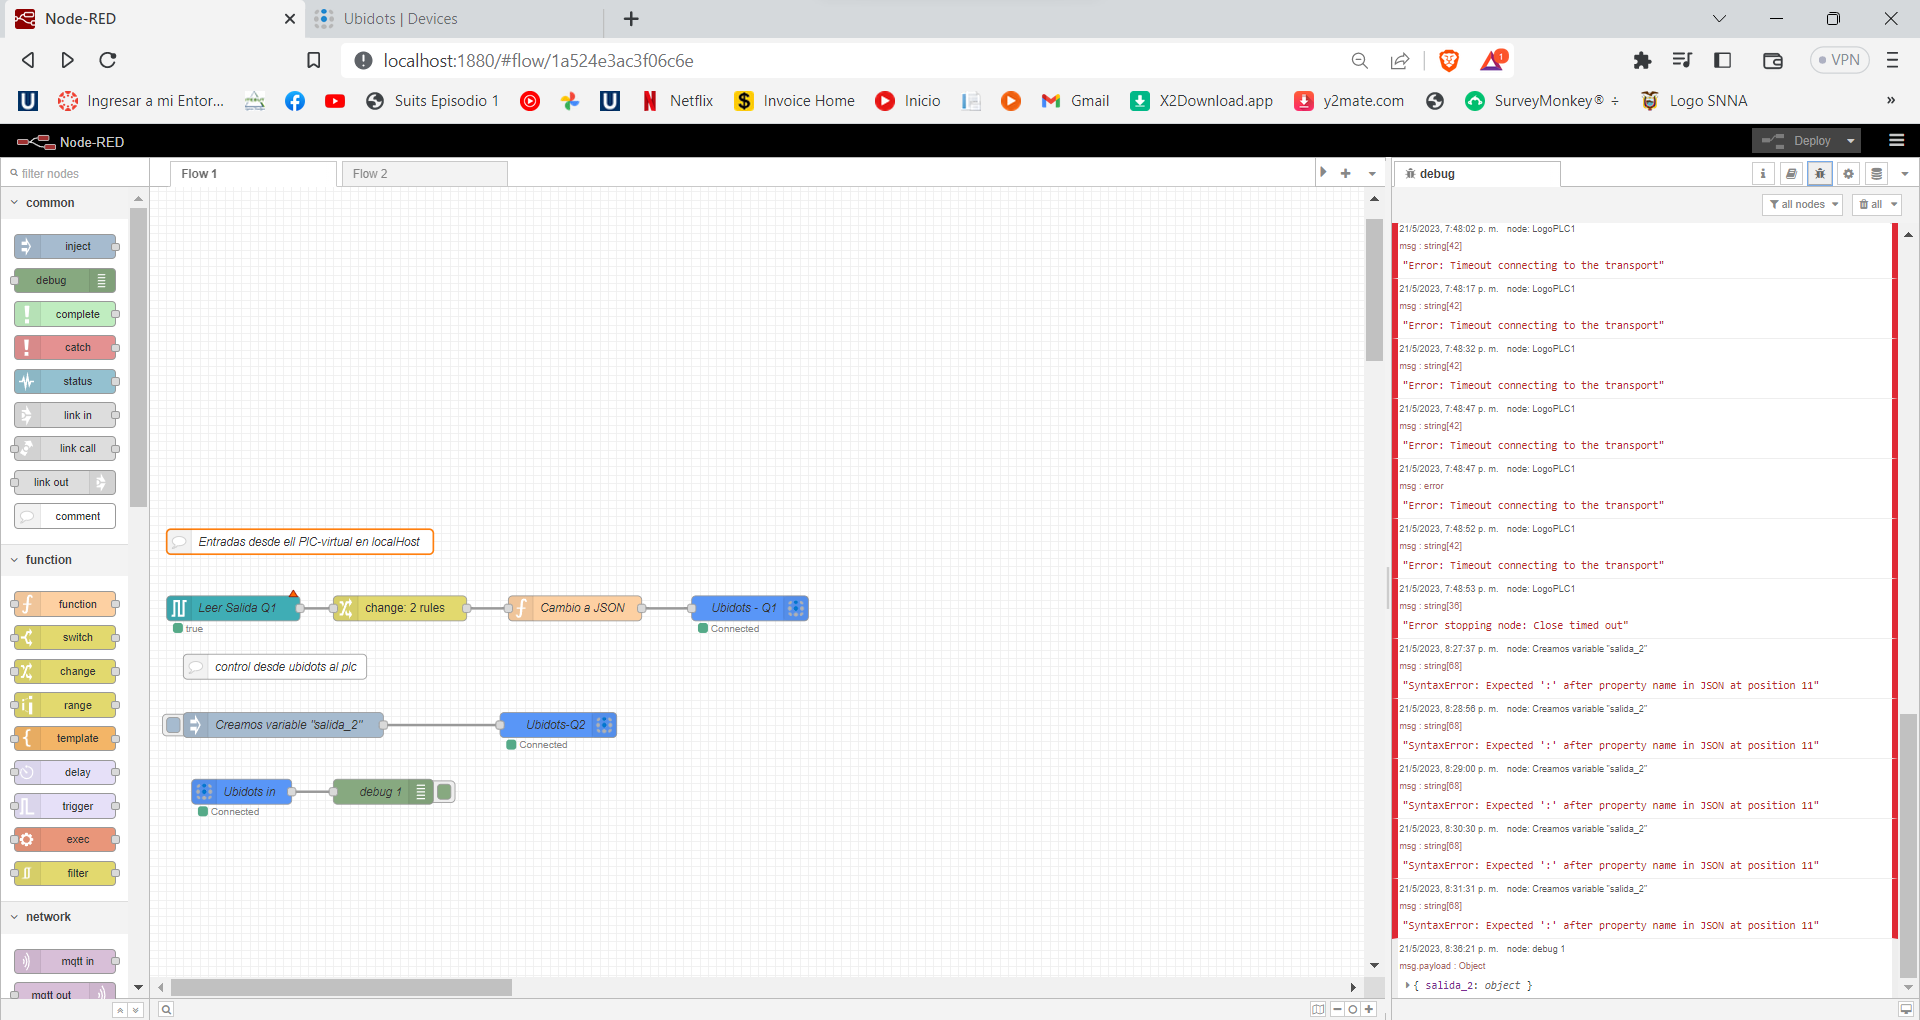 Node-RED
Ubidots | Devices
localhost:1880/#flow/1a524e3ac3f06c6e
1
VPN
Ingresar a mi Entor...
Suits Episodio 1
Netflix
Invoice Home
Inicio
Gmail
X2Download.app
y2mate.com
SurveyMonkey® ÷
Logo SNNA
»
Node-RED
Deploy
filter nodes
Flow 1
Flow 2
debug
all nodes
all
common
inject
debug
complete
catch
status
link in
link call
link out
comment
function
function
switch
change
range
template
delay
trigger
exec
filter
network
mqtt in
mqtt out
Entradas desde ell PlC-virtual en localHost
Leer Salida Q1
change: 2 rules
Cambio a JSON
Ubidots - Q1
true
Connected
control desde ubidots al plc
Creamos variable "salida_2"
Ubidots-Q2
Connected
Ubidots in
debug 1
Connected
21/5/2023, 7:48:02 p. m. node: LogoPLC1
msg : string[42]
"Error: Timeout connecting to the transport"
21/5/2023, 7:48:17 p. m. node: LogoPLC1
msg : string[42]
"Error: Timeout connecting to the transport"
21/5/2023, 7:48:32 p. m. node: LogoPLC1
msg : string[42]
"Error: Timeout connecting to the transport"
21/5/2023, 7:48:47 p. m. node: LogoPLC1
msg : string[42]
"Error: Timeout connecting to the transport"
21/5/2023, 7:48:47 p. m. node: LogoPLC1
msg : error
"Error: Timeout connecting to the transport"
21/5/2023, 7:48:52 p. m. node: LogoPLC1
msg : string[42]
"Error: Timeout connecting to the transport"
21/5/2023, 7:48:53 p. m. node: LogoPLC1
msg : string[36]
"Error stopping node: Close timed out"
21/5/2023, 8:27:37 p. m. node: Creamos variable "salida_2"
msg : string[68]
"SyntaxError: Expected ':' after property name in JSON at position 11"
21/5/2023, 8:28:56 p. m. node: Creamos variable "salida_2"
msg : string[68]
"SyntaxError: Expected ':' after property name in JSON at position 11"
21/5/2023, 8:29:00 p. m. node: Creamos variable "salida_2"
msg : string[68]
"SyntaxError: Expected ':' after property name in JSON at position 11"
21/5/2023, 8:30:30 p. m. node: Creamos variable "salida_2"
msg : string[68]
"SyntaxError: Expected ':' after property name in JSON at position 11"
21/5/2023, 8:31:31 p. m. node: Creamos variable "salida_2"
msg : string[68]
"SyntaxError: Expected ':' after property name in JSON at position 11"
21/5/2023, 8:36:21 p. m. node: debug 1
msg.payload : Object
{ salida_2: object }